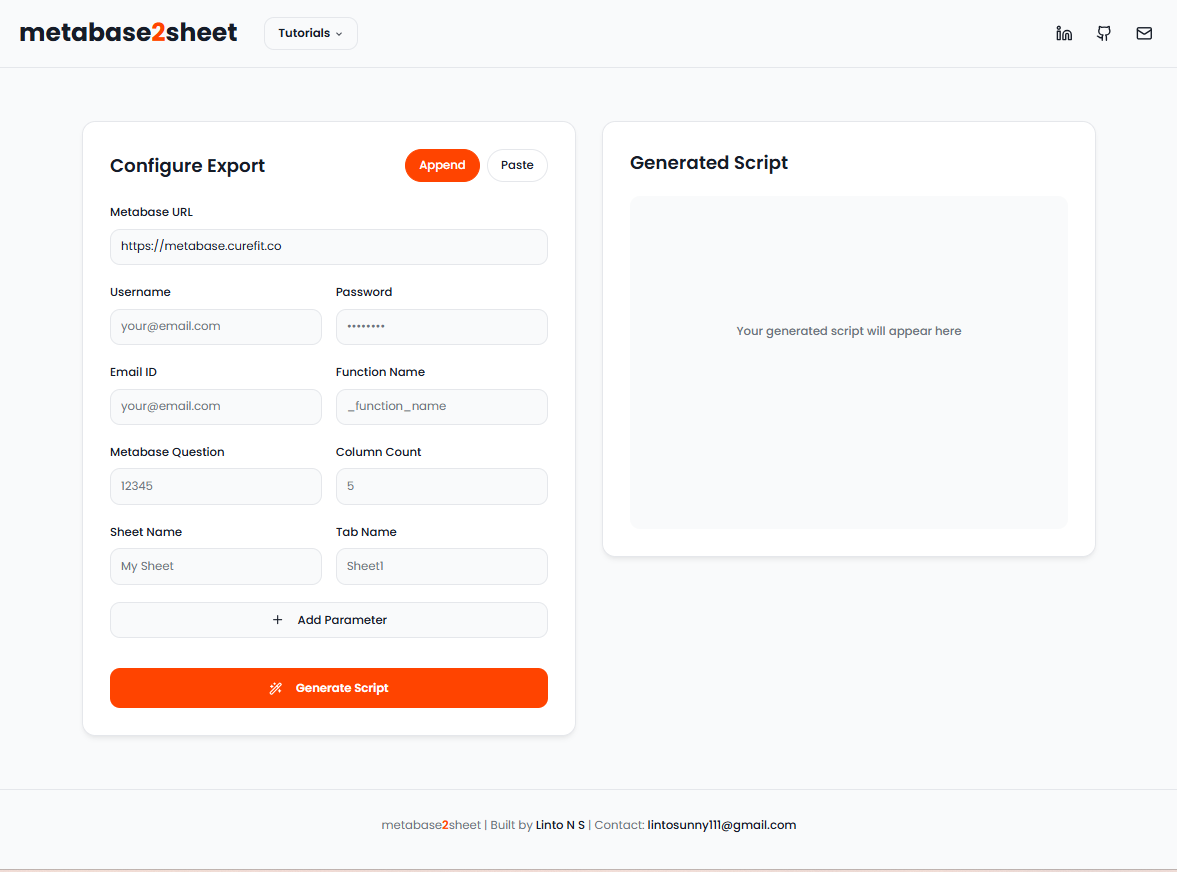 metabase2sheet
Tutorials
Configure Export
Append
Paste
Metabase URL
https://metabase.curefit.co
Username
Password
your@email.com
••••••••
Email ID
Function Name
your@email.com
_function_name
Metabase Question
Column Count
12345
5
Sheet Name
Tab Name
My Sheet
Sheet1
+ Add Parameter
Generate Script
Generated Script
Your generated script will appear here
metabase2sheet | Built by Linto N S | Contact: lintosunny111@gmail.com